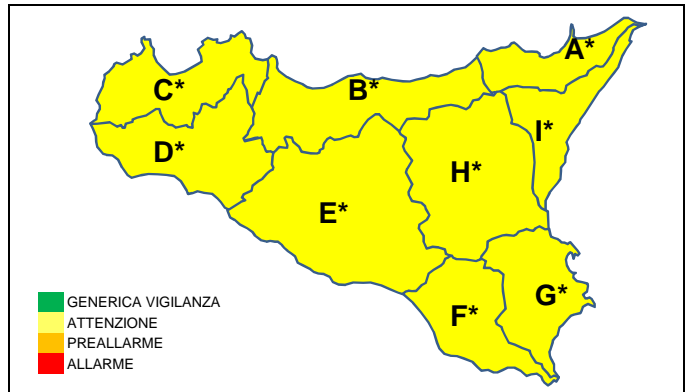 A*
C*
B*
I*
D*
H*
E*
G*
F*
GENERICA VIGILANZA
ATTENZIONE
PREALLARME
ALLARME